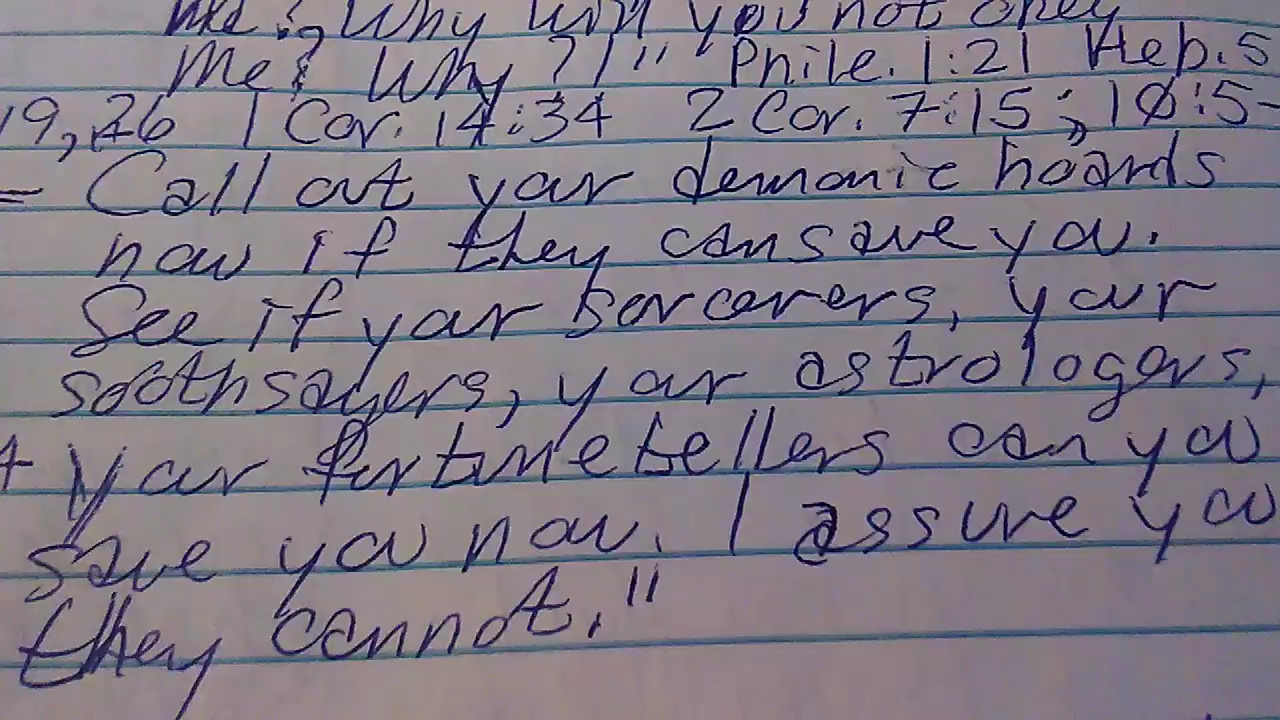 Why will you not obey
Me? Why?!" Phile. 1:21 Heb. 5
19, 26 1 Cor. 14:34 2 Cor. 7:15; 10:5-
= Call out your demonic hoards
now if they can save you.
See if your sorcerers, your
soothsayers, your astrologers,
+ your fortunetellers can you
save you now. I assure you
they cannot."